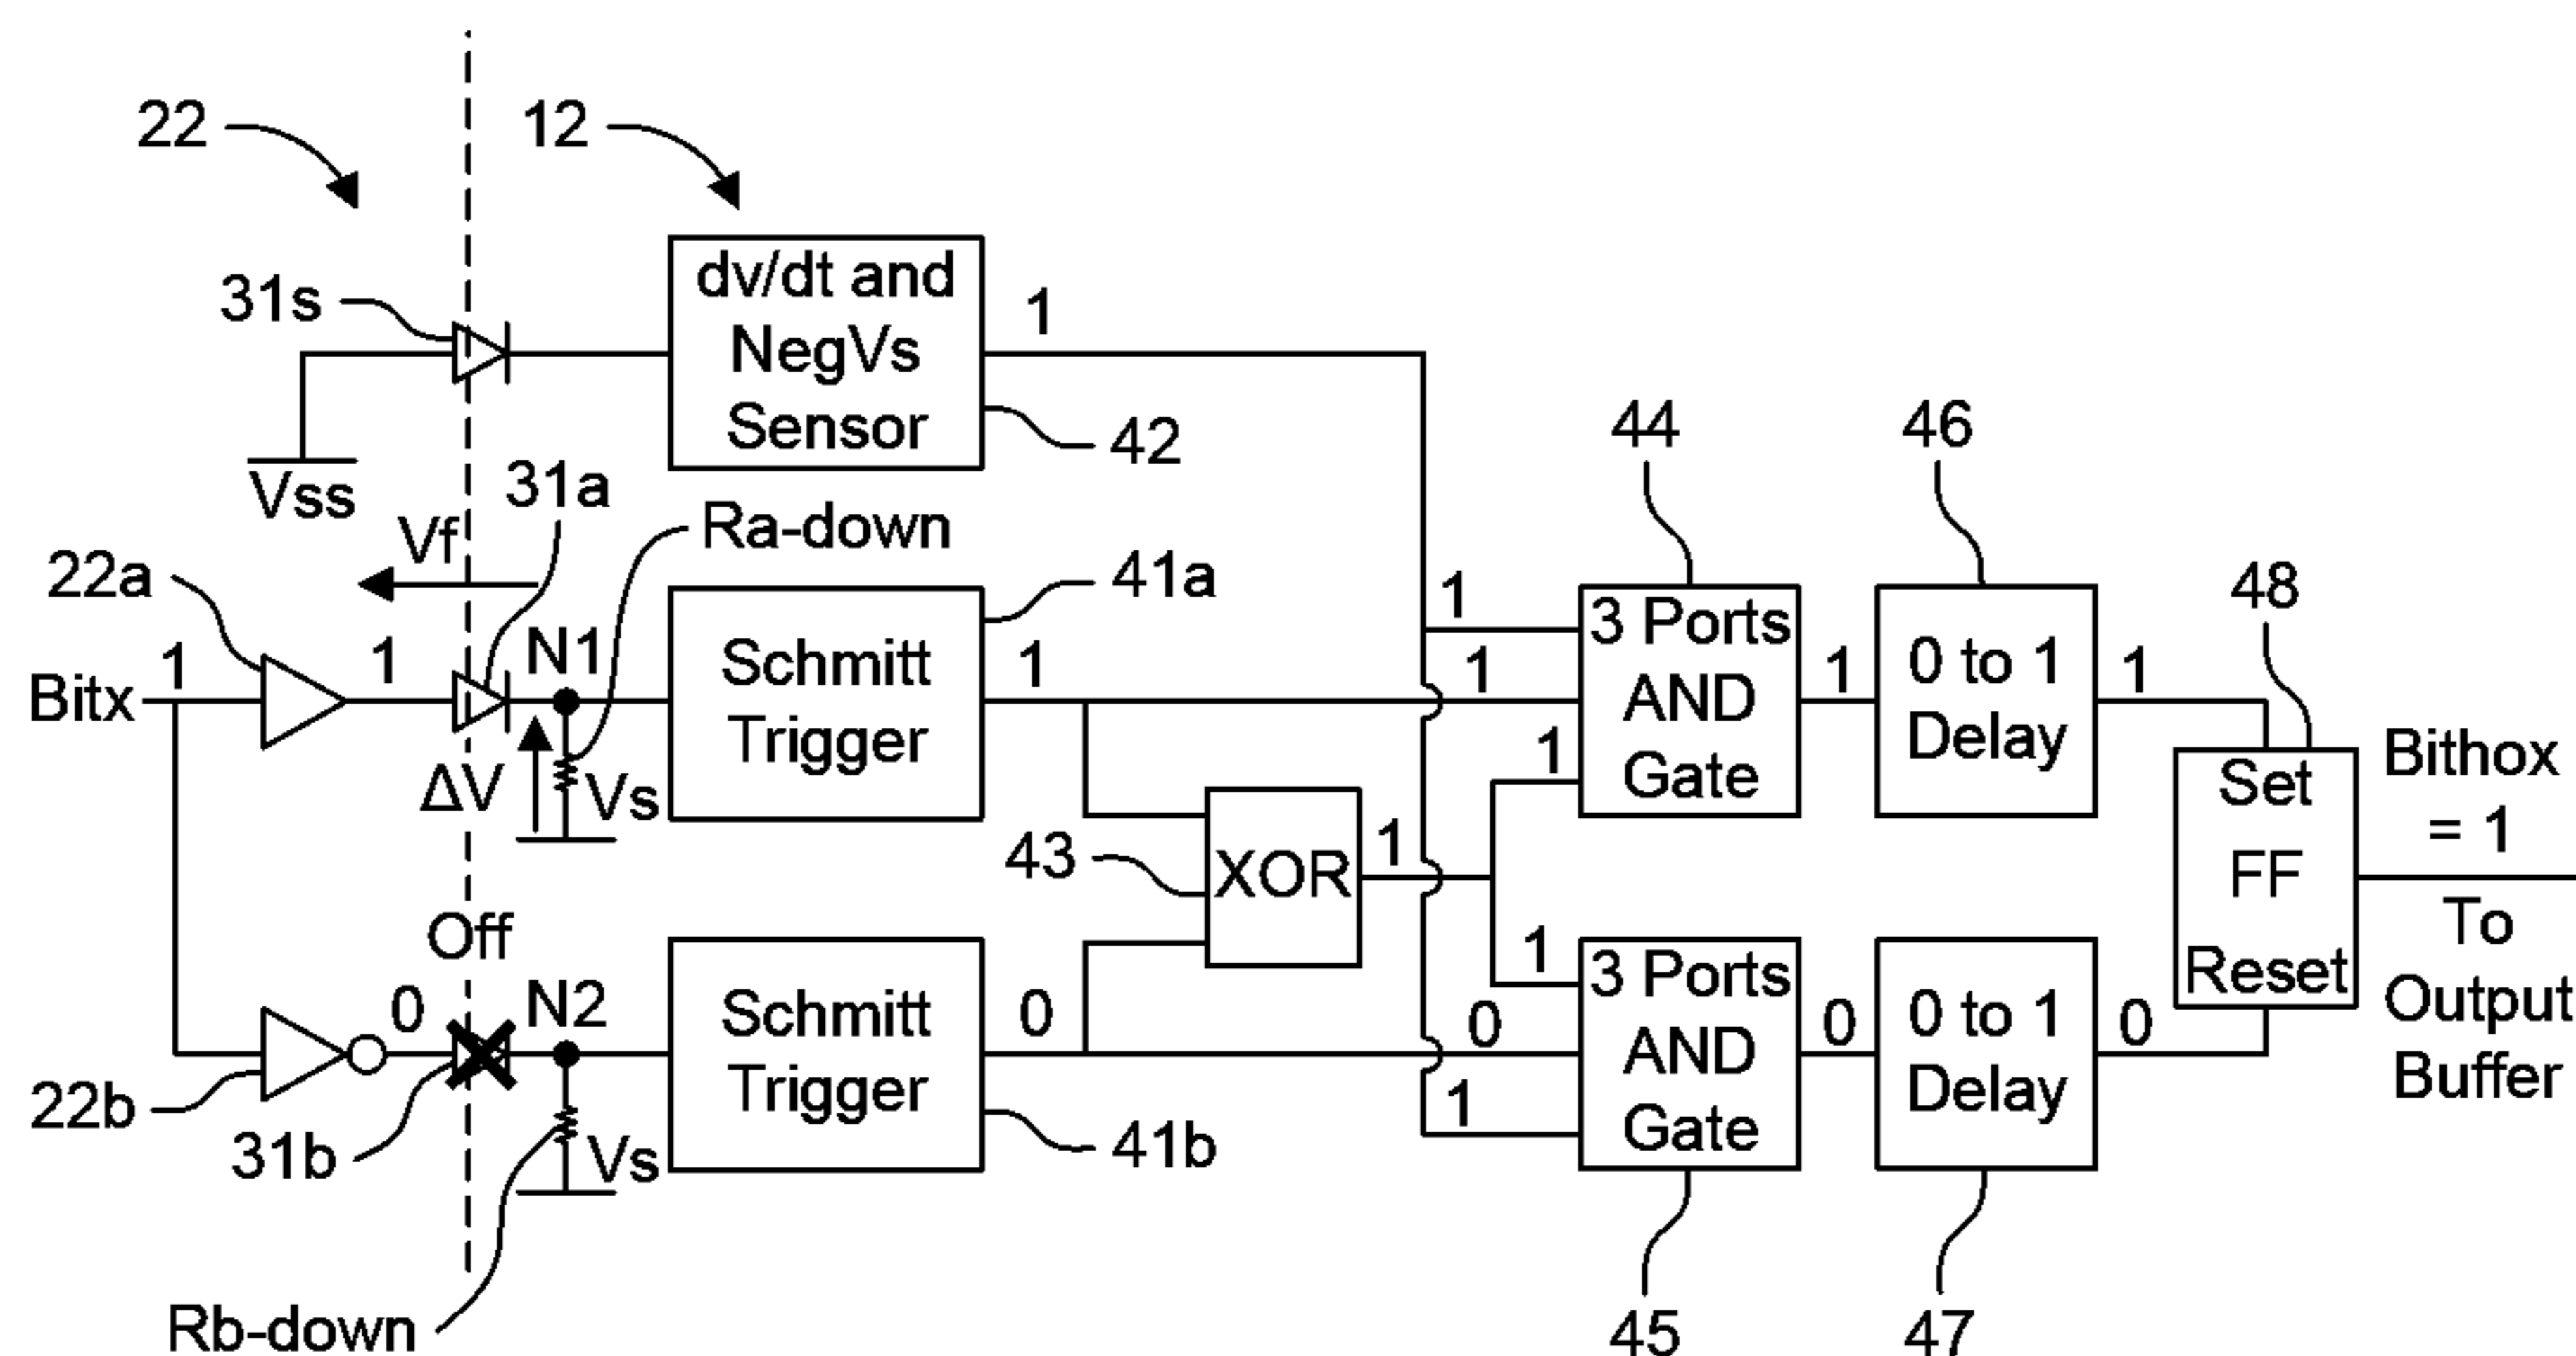 22
12
31s
dv/dt and
NegVs
Sensor
1
42
Vss
31a
Vf
Ra-down
22a
41a
44
46
48
Bitx
1
1
N1
Schmitt
Trigger
1
1
1
1
3 Ports
AND
Gate
1
0 to 1
Delay
1
ΔV
Vs
43
XOR
1
Set
FF
Reset
Bithox
= 1
To
Output
Buffer
Off
0
N2
22b
31b
Vs
Schmitt
Trigger
0
41b
1
0
1
3 Ports
AND
Gate
0
0 to 1
Delay
0
Rb-down
45
47